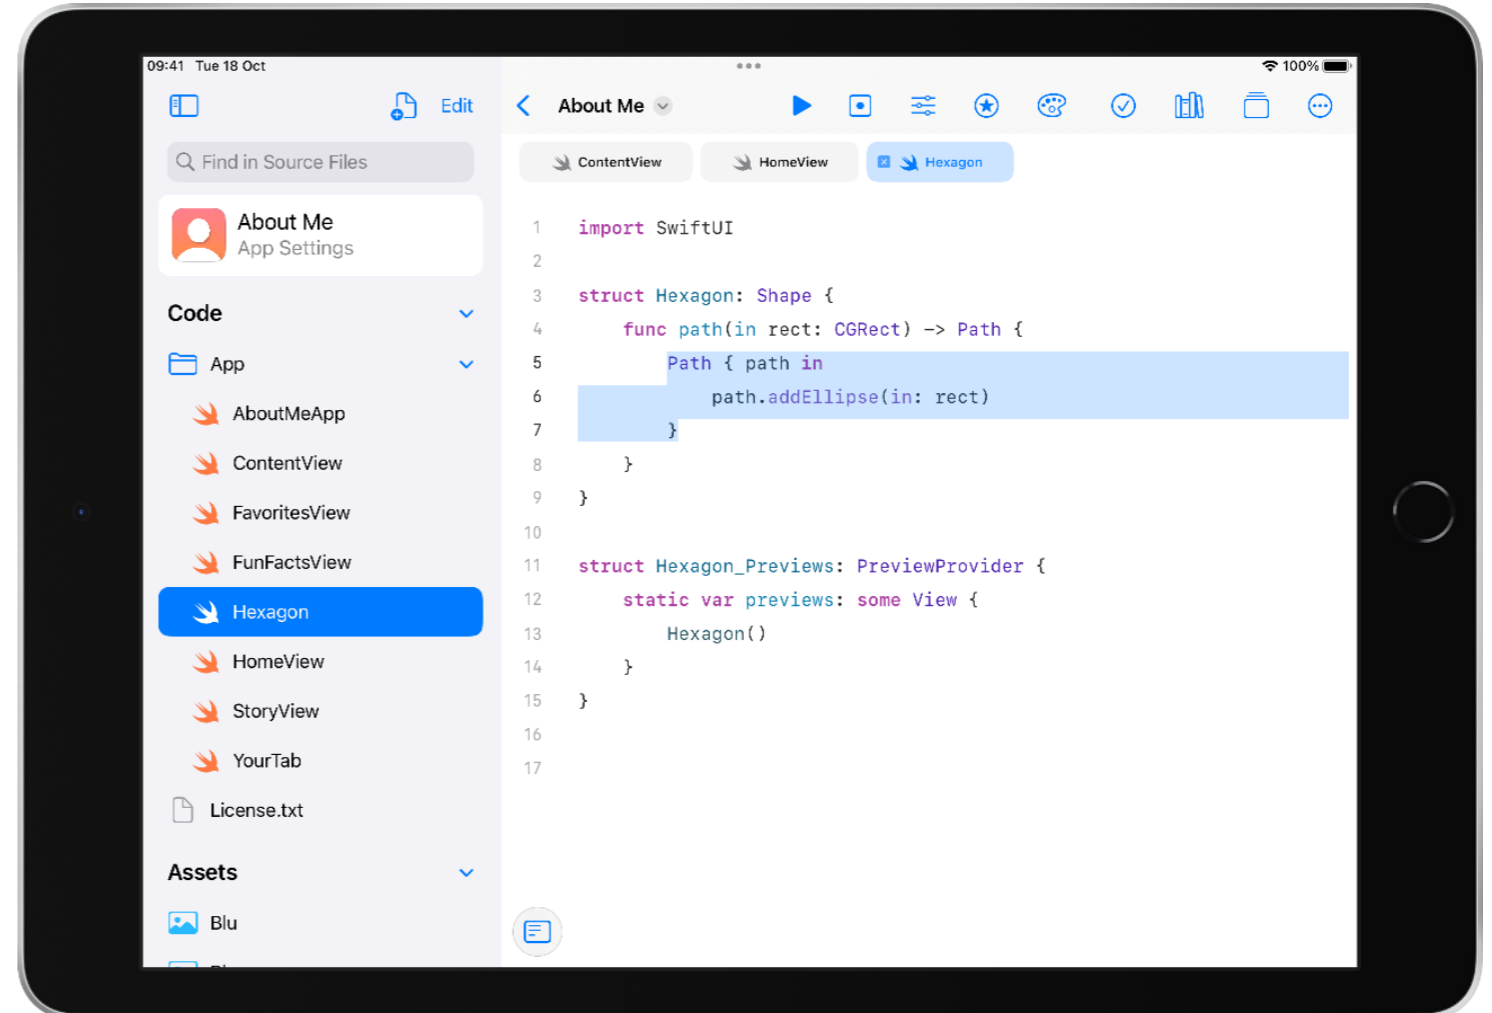 09:41 Tue 18 Oct
100%
Edit
About Me
Find in Source Files
ContentView
HomeView
Hexagon
About Me
App Settings
Code
App
AboutMeApp
ContentView
FavoritesView
FunFactsView
Hexagon
HomeView
StoryView
YourTab
License.txt
Assets
Blu
1 import SwiftUI
2
3 struct Hexagon: Shape {
4 func path(in rect: CGRect) -> Path {
5 Path { path in
6 path.addEllipse(in: rect)
7 }
8 }
9 }
10
11 struct Hexagon_Previews: PreviewProvider {
12 static var previews: some View {
13 Hexagon()
14 }
15 }
16
17